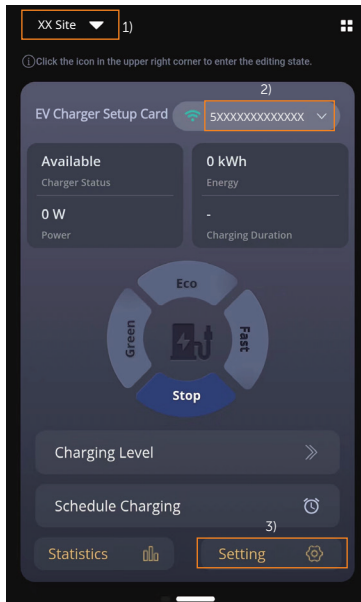 XX Site 1)
Click the icon in the upper right corner to enter the editing state.
2)
EV Charger Setup Card 5XXXXXXXXXXXXX
Available 0 kWh
Charger Status Energy
0 W -
Power Charging Duration
Eco
Green Fast
Stop
Charging Level
Schedule Charging
3)
Statistics Setting